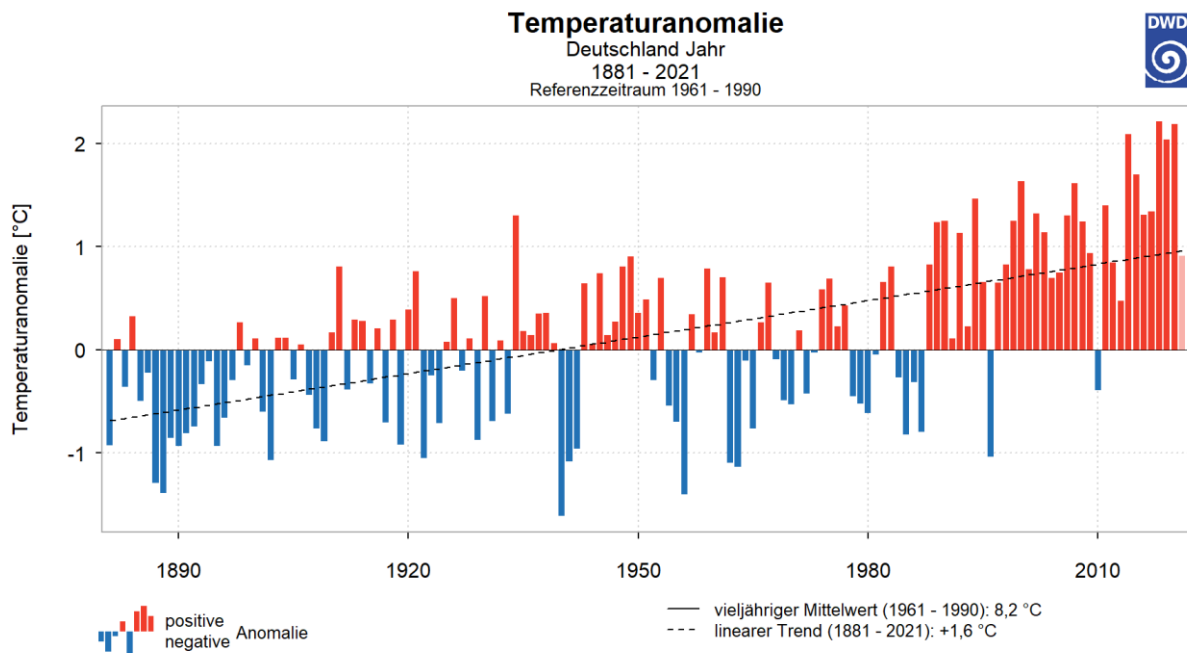 Temperaturanomalie
Deutschland Jahr
1881 - 2021
Referenzzeitraum 1961 - 1990
DWD
Temperaturanomalie [°C]
2
1
0
-1
1890 1920 1950 1980 2010
positive
negative
Anomalie
vieljähriger Mittelwert (1961 - 1990): 8,2 °C
linearer Trend (1881 - 2021): +1,6 °C